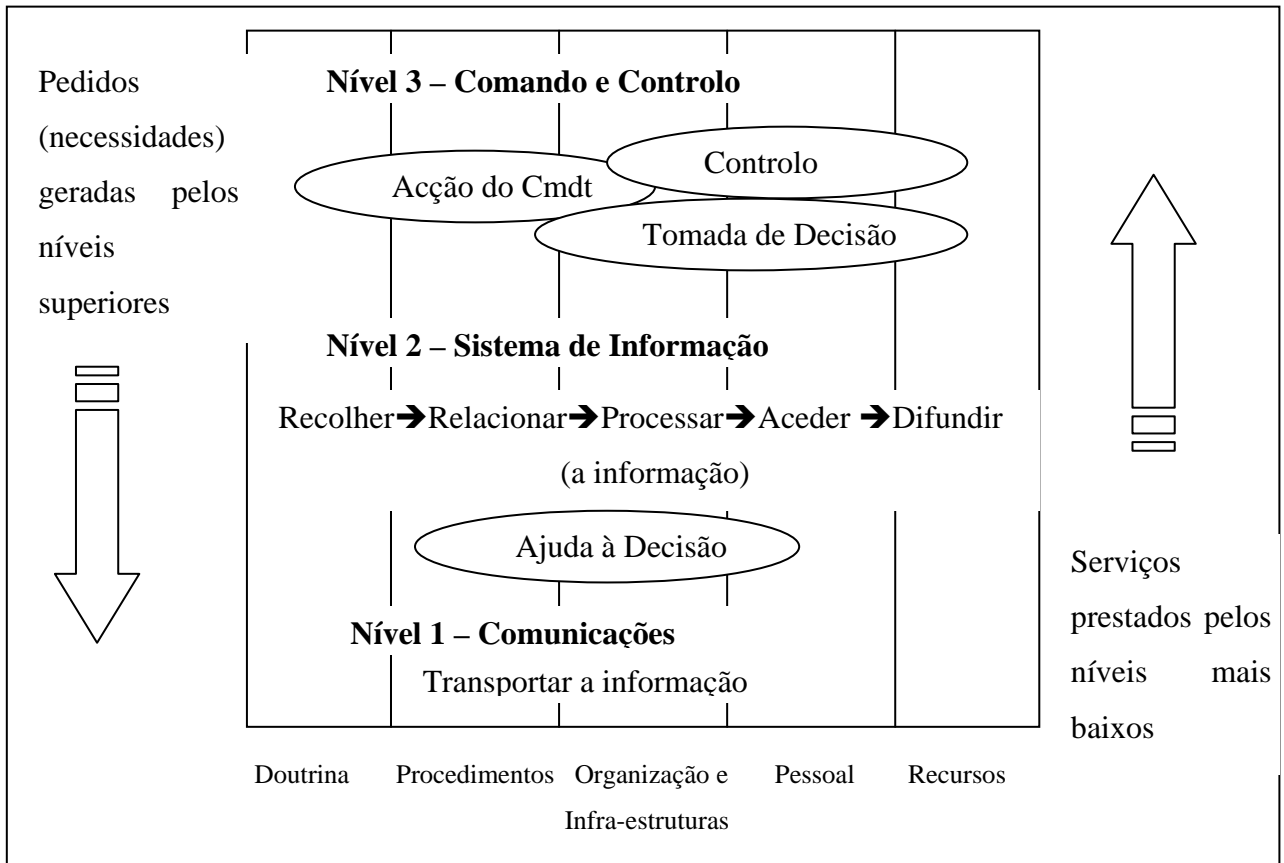 Pedidos
(necessidades)
geradas pelos
níveis
superiores
Nível 3 – Comando e Controlo
Controlo
Acção do Cmdt
Tomada de Decisão
Nível 2 – Sistema de Informação
Recolher➔Relacionar➔Processar➔Aceder ➔Difundir
(a informação)
Ajuda à Decisão
Nível 1 – Comunicações
Transportar a informação
Serviços
prestados pelos
níveis mais
baixos
Doutrina Procedimentos Organização e Pessoal Recursos
Infra-estruturas